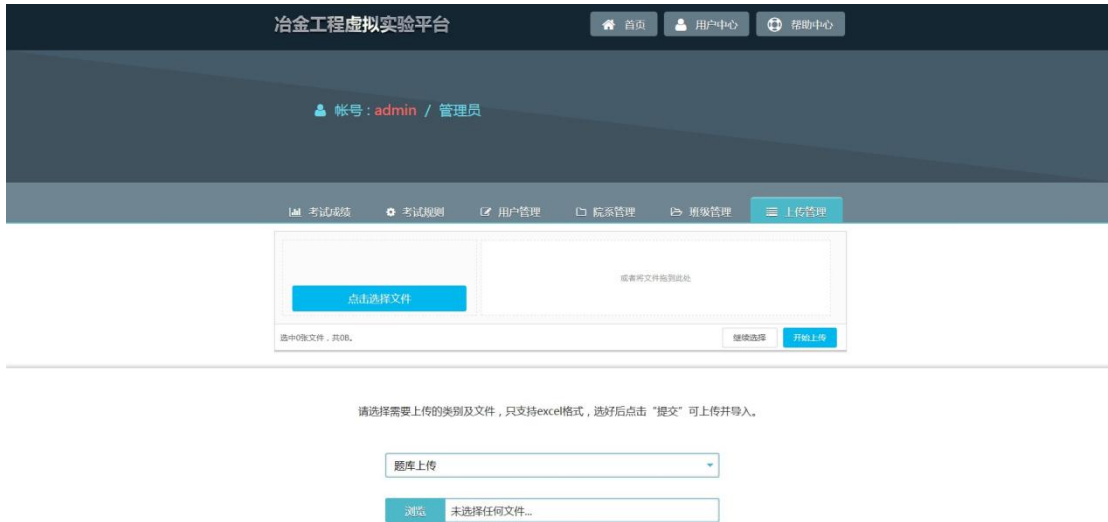 冶金工程虚拟实验平台
首页
用户中心
帮助中心
帐号 : admin / 管理员
考试成绩
考试规则
用户管理
院系管理
班级管理
上传管理
点击选择文件
或者将文件拖到此处
选中0张文件，共0B。
继续选择
开始上传
请选择需要上传的类别及文件，只支持excel格式，选好后点击“提交”可上传并导入。
题库上传
浏览
未选择任何文件...